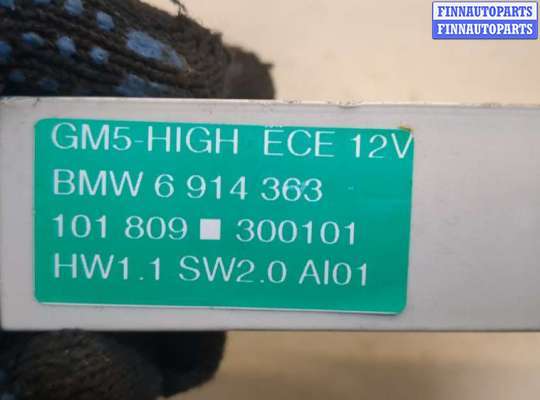 FINNAUTOPARTS
FINNAUTOPARTS
GM5-HIGH ECE 12V
BMW 6 914 363
101 809 ■ 300101
HW1.1 SW2.0 AI01